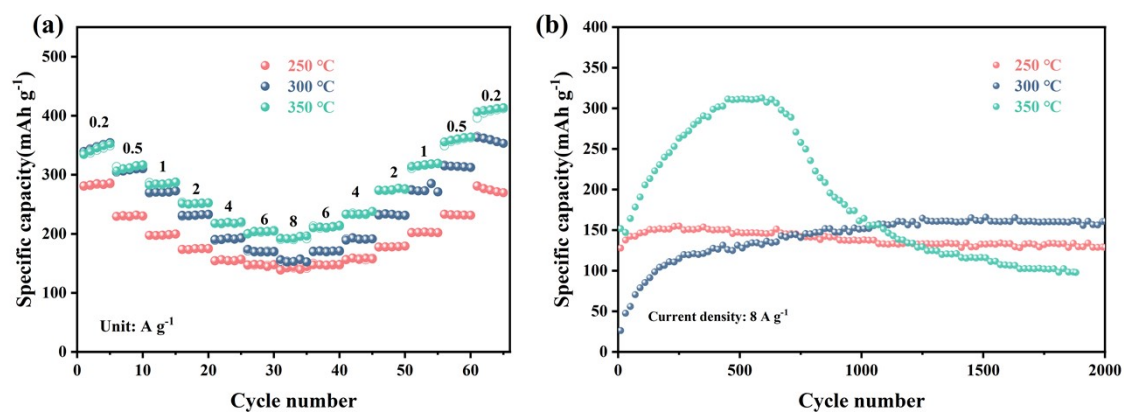 (a)
250 °C
300 °C
350 °C
0.2
0.5
1
2
4
6
8
6
4
2
1
0.5
0.2
Unit: A g⁻¹
Specific capacity(mAh g⁻¹)
500
400
300
200
100
0
0
10
20
30
40
50
60
Cycle number
(b)
250 °C
300 °C
350 °C
Current density: 8 A g⁻¹
Specific capacity(mAh g⁻¹)
400
350
300
250
200
150
100
50
0
0
500
1000
1500
2000
Cycle number